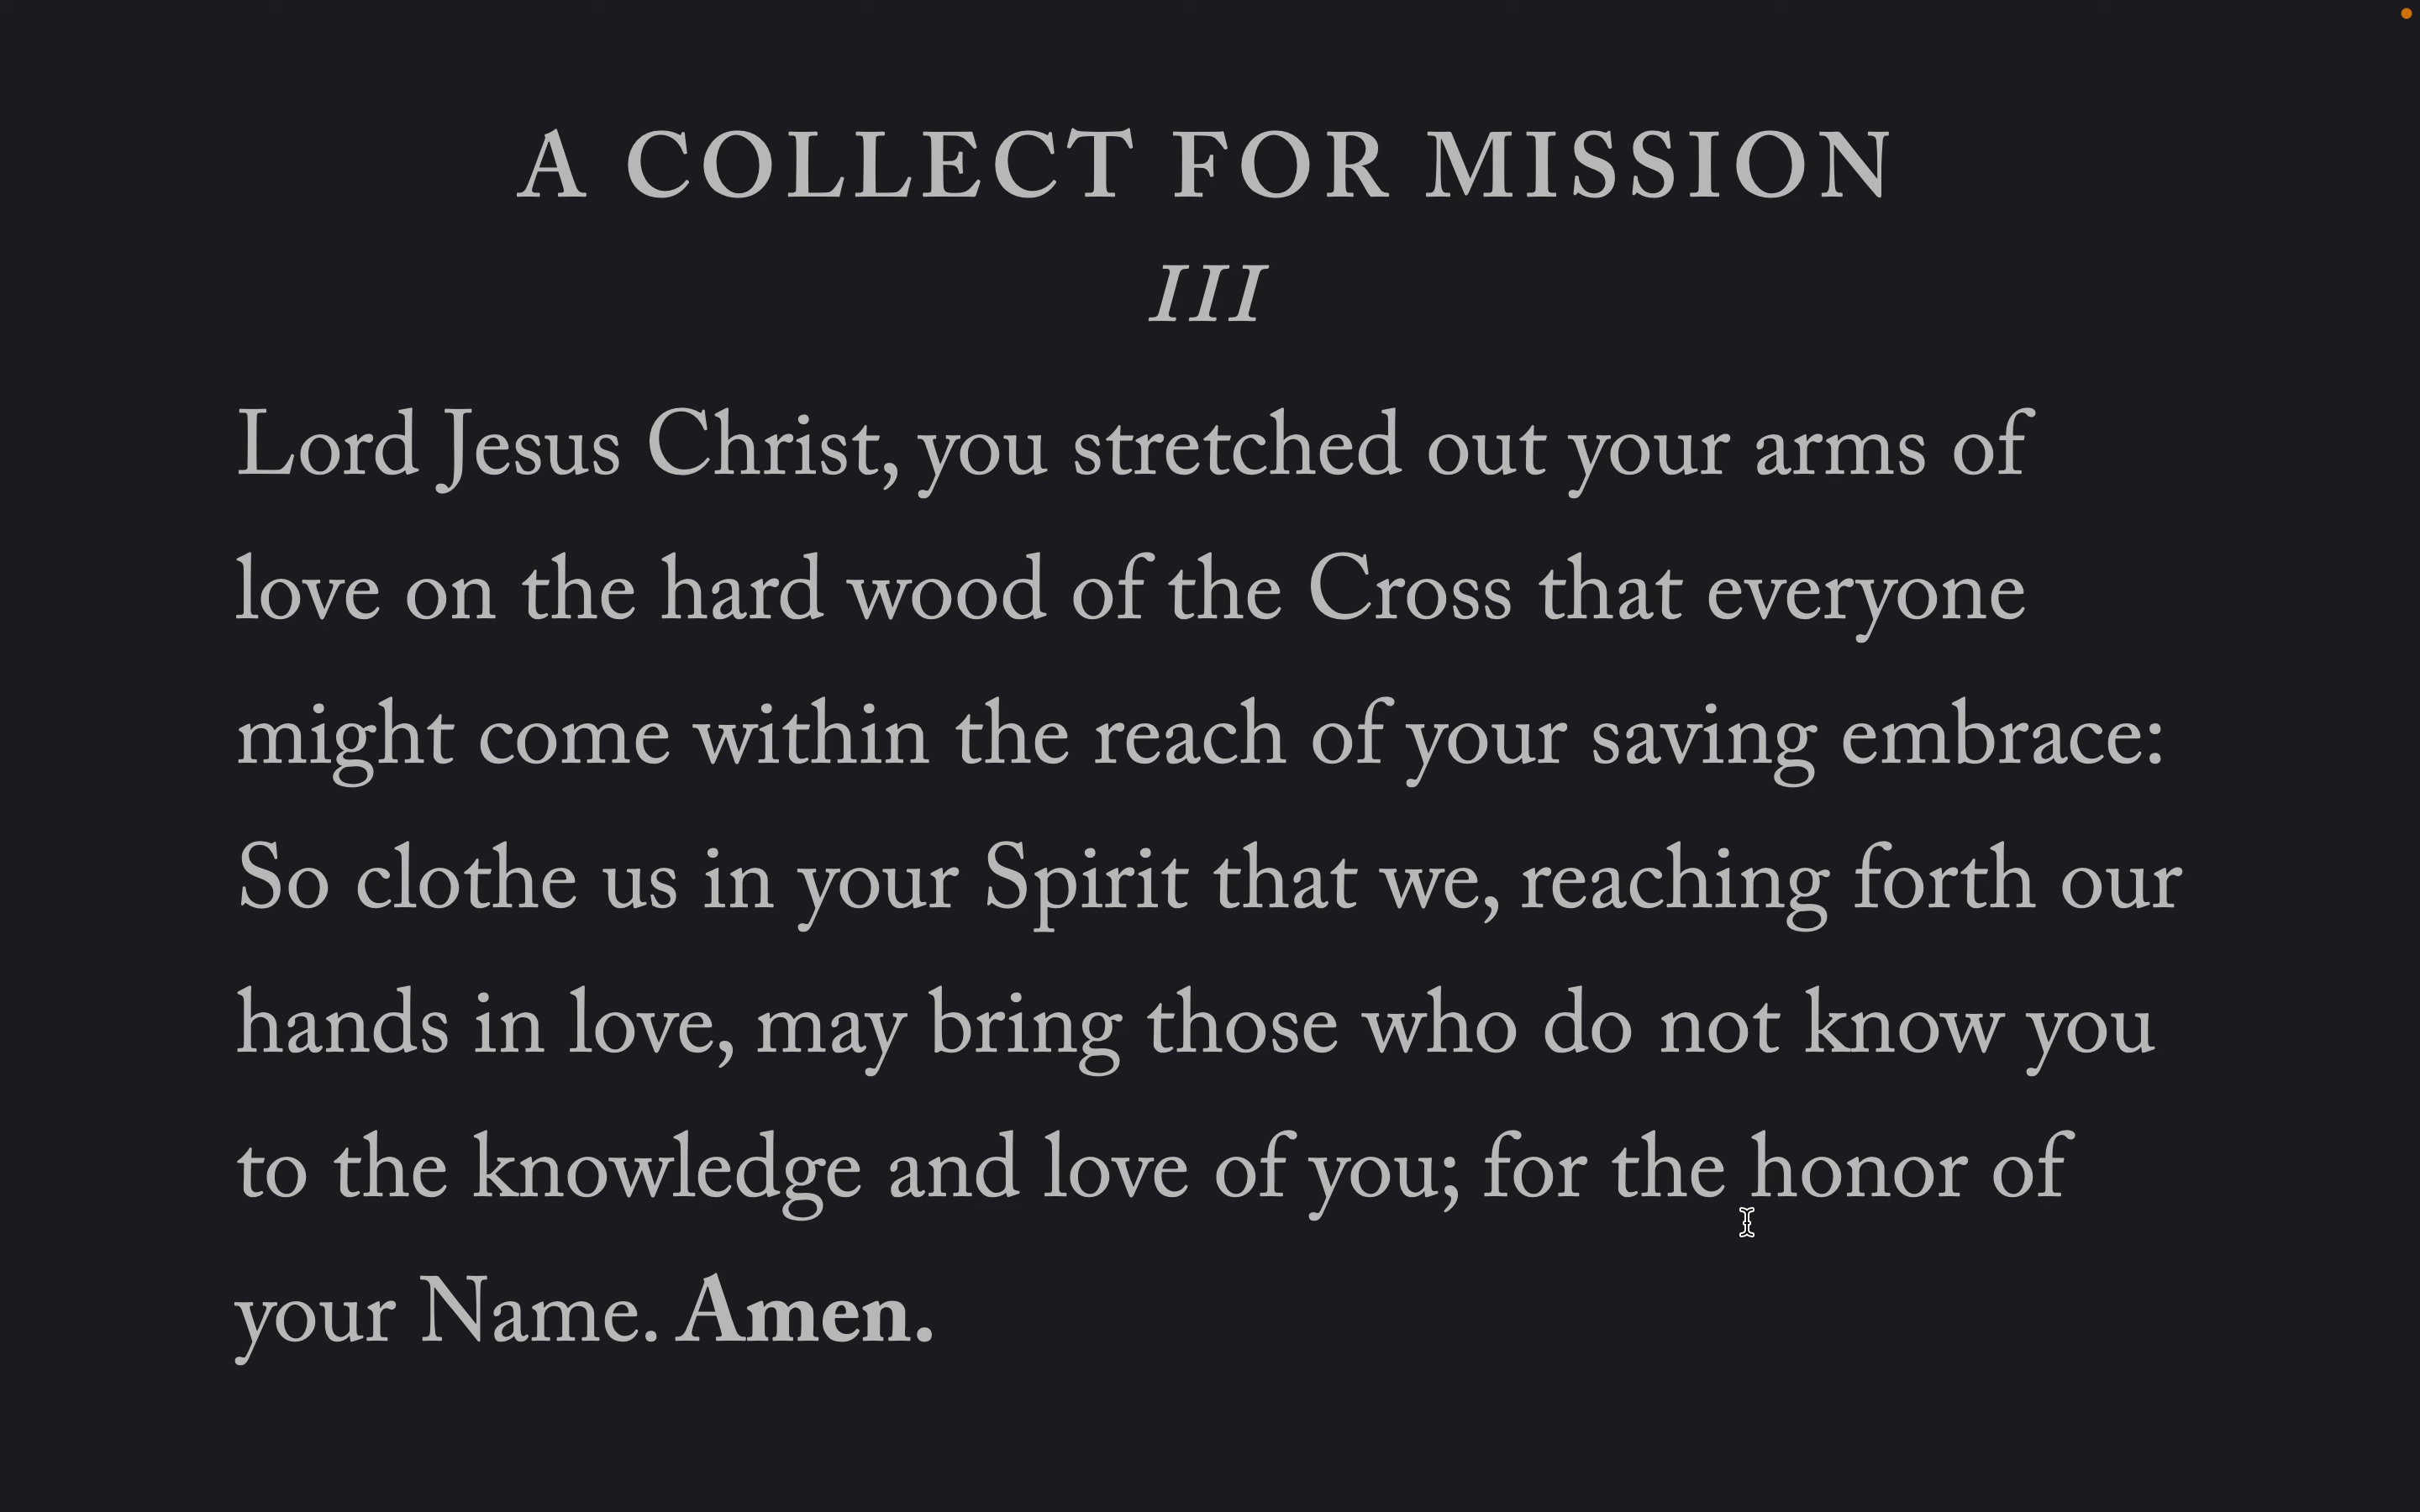 A COLLECT FOR MISSION
III
Lord Jesus Christ, you stretched out your arms of
love on the hard wood of the Cross that everyone
might come within the reach of your saving embrace:
So clothe us in your Spirit that we, reaching forth our
hands in love, may bring those who do not know you
to the knowledge and love of you; for the honor of
your Name. Amen.